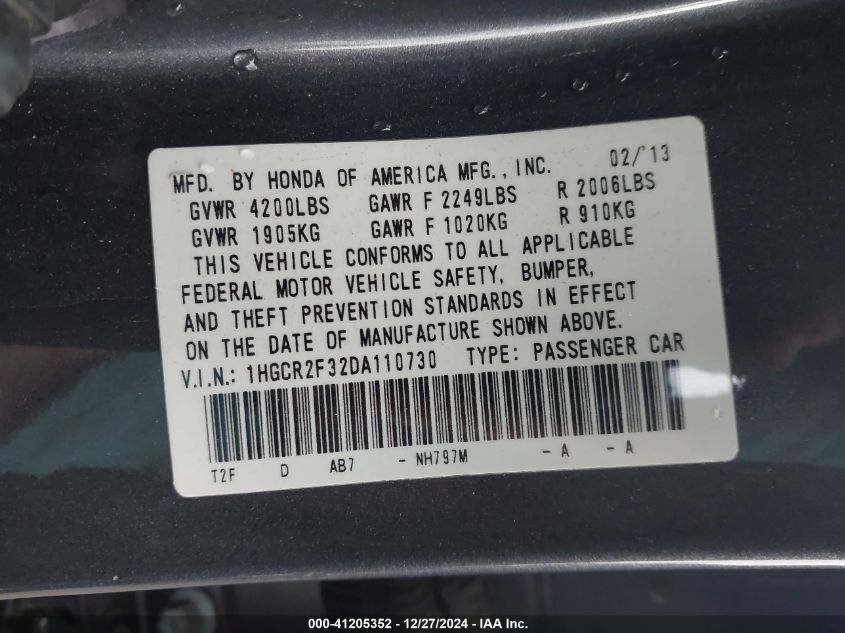 MFD. BY HONDA OF AMERICA MFG., INC. 02/'13
GVWR 4200LBS GAWR F 2249LBS R 2006LBS
GVWR 1905KG GAWR F 1020KG R 910KG
THIS VEHICLE CONFORMS TO ALL APPLICABLE
FEDERAL MOTOR VEHICLE SAFETY, BUMPER,
AND THEFT PREVENTION STANDARDS IN EFFECT
ON THE DATE OF MANUFACTURE SHOWN ABOVE.
V.I.N.: 1HGCR2F32DA110730 TYPE: PASSENGER CAR
T2F D AB7 - NH797M - A - A
000-41205352 - 12/27/2024 - IAA Inc.